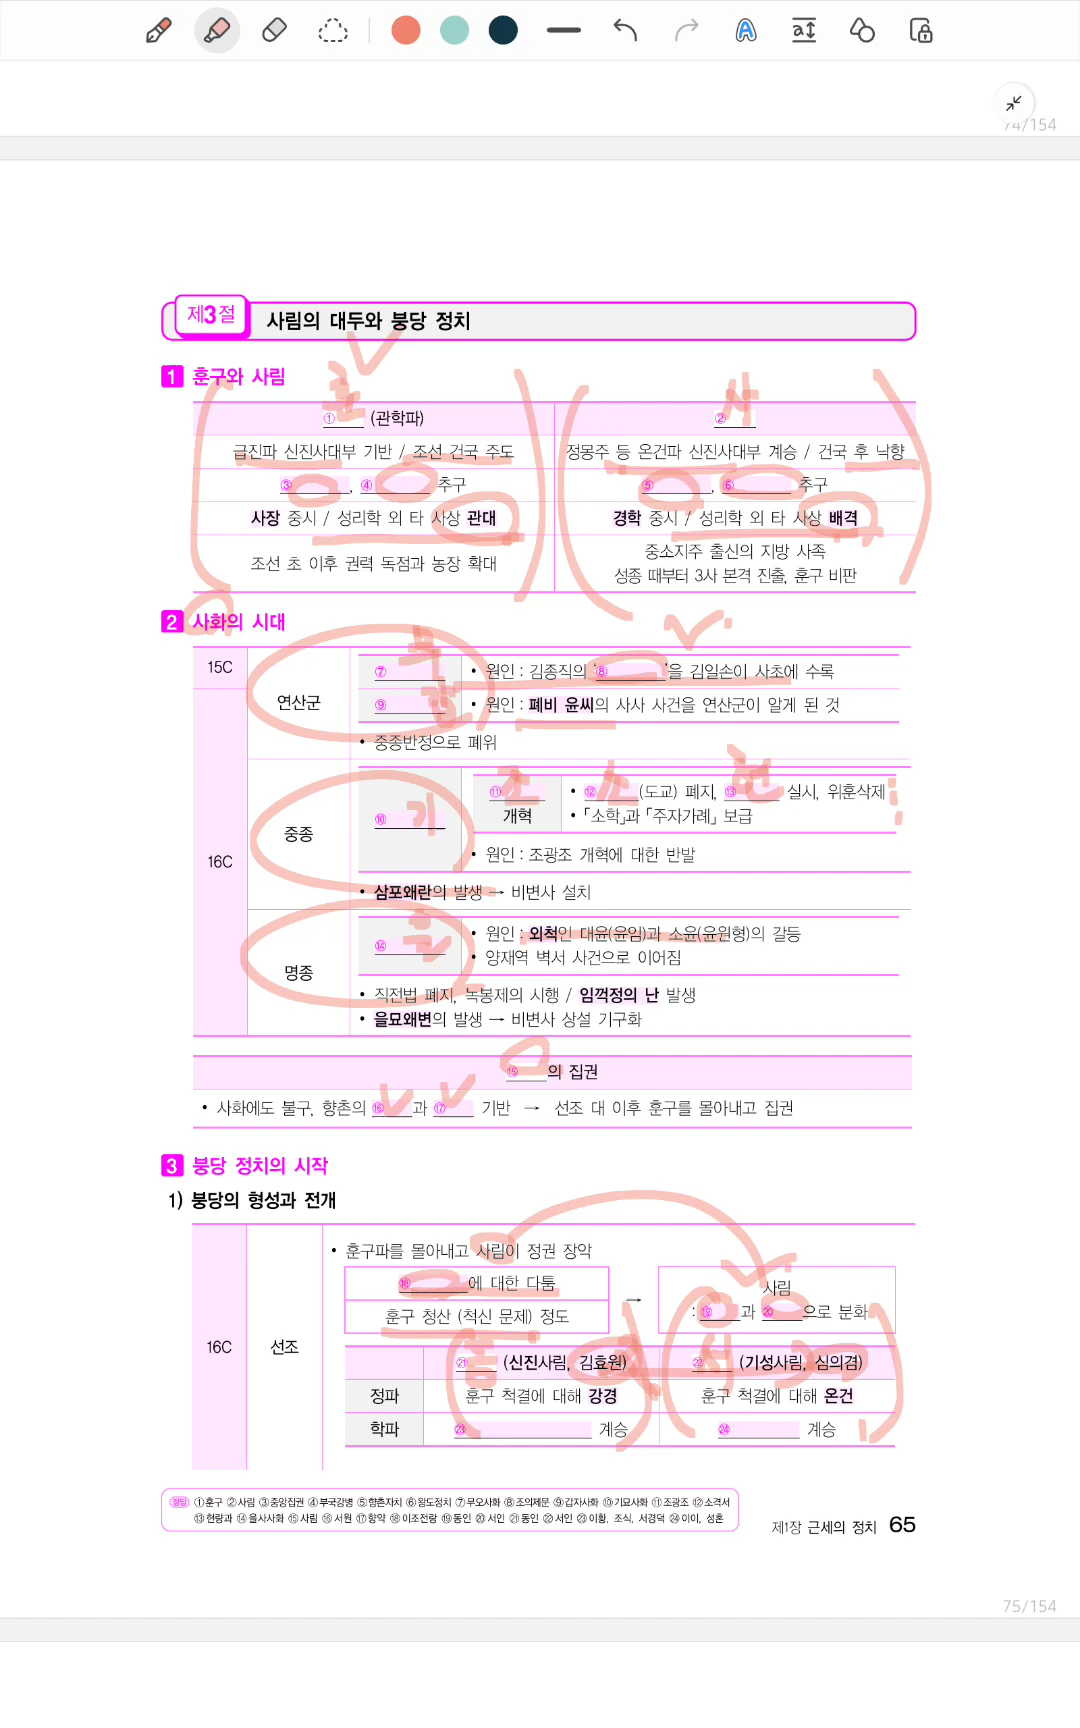 74/154
제3절 사림의 대두와 붕당 정치
1 훈구와 사림
훈
사
① (관학파)
②
급진파 신진사대부 기반 / 조선 건국 주도
정몽주 등 온건파 신진사대부 계승 / 건국 후 낙향
③ , ④ 추구
⑤ , ⑥ 추구
사장 중시 / 성리학 외 타 사상 관대
경학 중시 / 성리학 외 타 사상 배격
조선 초 이후 권력 독점과 농장 확대
중소지주 출신의 지방 사족
성종 때부터 3사 본격 진출, 훈구 비판
2 사화의 시대
15C
연산군
무
⑦
• 원인 : 김종직의 '⑧ '을 김일손이 사초에 수록
갑
⑨
• 원인 : 폐비 윤씨의 사사 사건을 연산군이 알게 된 것
• 중종반정으로 폐위
16C
중종
⑩ 기
⑪ 조
개혁
• ⑫ 소 (도교) 폐지, ⑬ 현 실시, 위훈삭제
• 「소학」과 「주자가례」 보급
• 원인 : 조광조 개혁에 대한 반발
• 삼포왜란의 발생 → 비변사 설치
명종
⑭ 을
• 원인 : 외척인 대윤(윤임)과 소윤(윤원형)의 갈등
• 양재역 벽서 사건으로 이어짐
• 직전법 폐지, 녹봉제의 시행 / 임꺽정의 난 발생
• 을묘왜변의 발생 → 비변사 상설 기구화
⑮ 의 집권
• 사화에도 불구, 향촌의 ⑯ 과 ⑰ 기반 → 선조 대 이후 훈구를 몰아내고 집권
3 붕당 정치의 시작
1) 붕당의 형성과 전개
16C
선조
• 훈구파를 몰아내고 사림이 정권 장악
⑱ 에 대한 다툼
훈구 청산 (척신 문제) 정도
→
사림
: ⑲ 과 ⑳ 으로 분화
동
서
㉑ (신진사림, 김효원)
㉒ (기성사림, 심의겸)
정파
훈구 척결에 대해 강경
훈구 척결에 대해 온건
학파
㉓ 계승
㉔ 계승
정답 ①훈구 ②사림 ③중앙집권 ④부국강병 ⑤향촌자치 ⑥왕도정치 ⑦무오사화 ⑧조의제문 ⑨갑자사화 ⑩기묘사화 ⑪조광조 ⑫소격서
⑬현량과 ⑭을사사화 ⑮사림 ⑯서원 ⑰향약 ⑱이조전랑 ⑲동인 ⑳서인 ㉑동인 ㉒서인 ㉓이황, 조식, 서경덕 ㉔이이, 성혼
제1장 근세의 정치 65
75/154